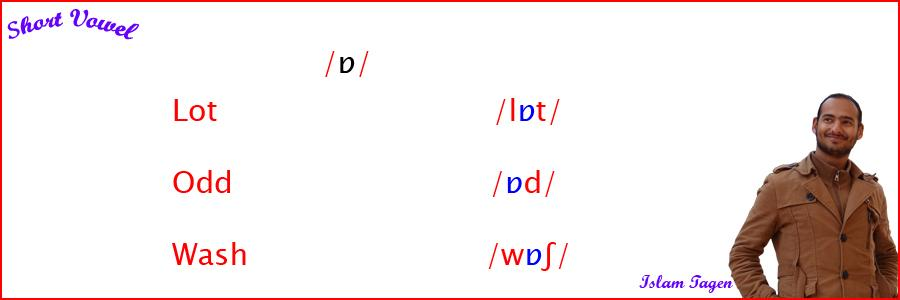 Short Vowel
/ɒ/
Lot /lɒt/
Odd /ɒd/
Wash /wɒʃ/
Islam Tagen